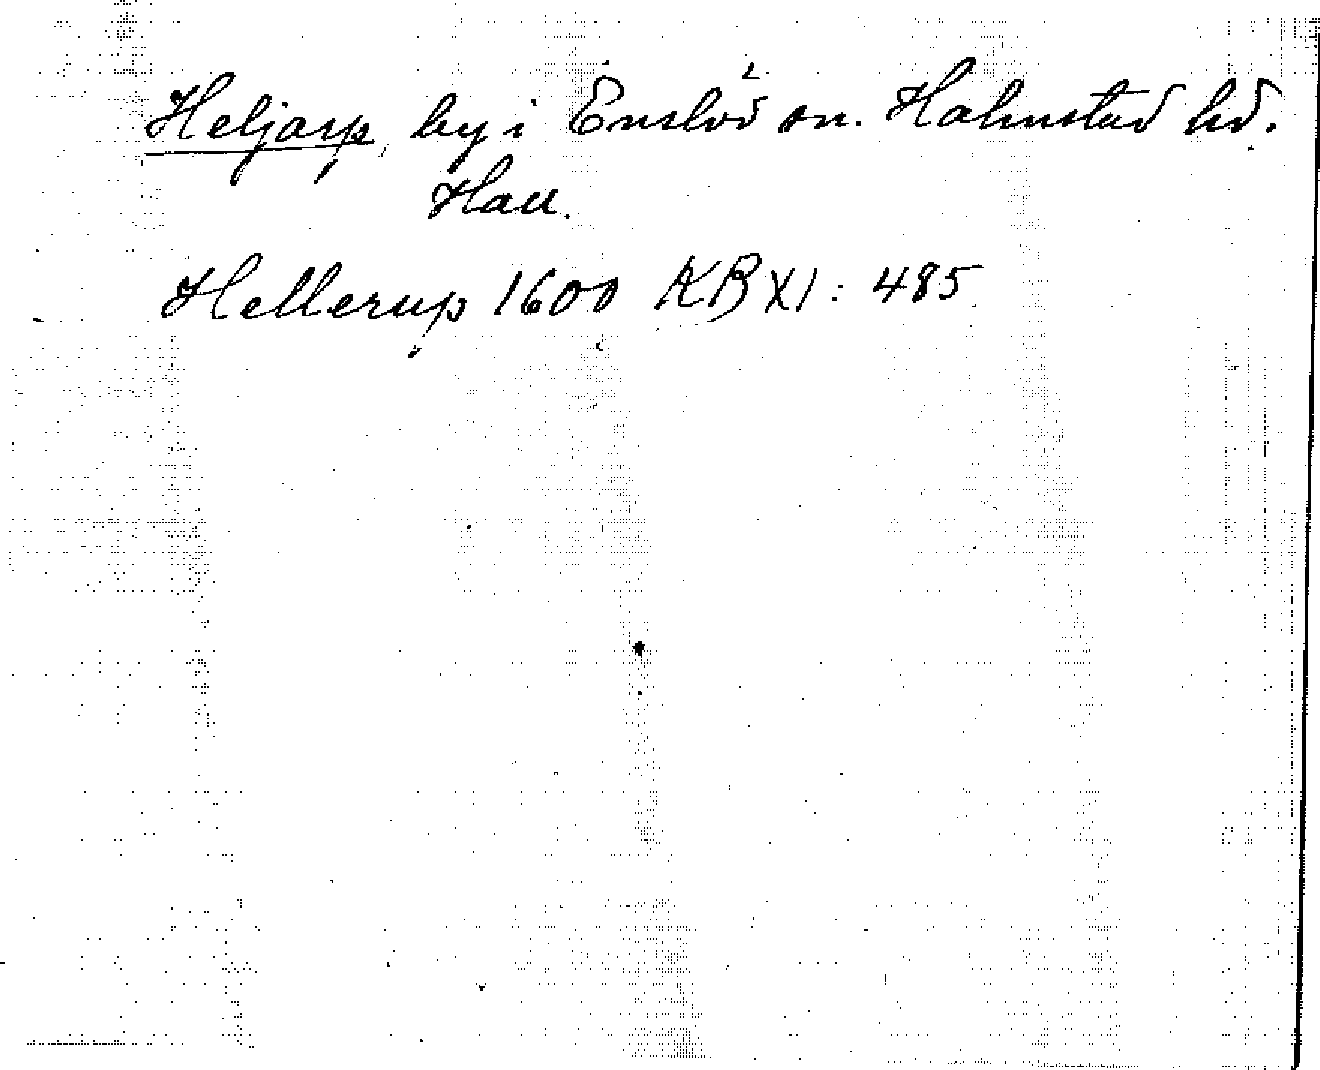 Heljarp, by i Enslöv sn. Halmstad hd.
Hall.
Hellerup 1600 KB XI: 485